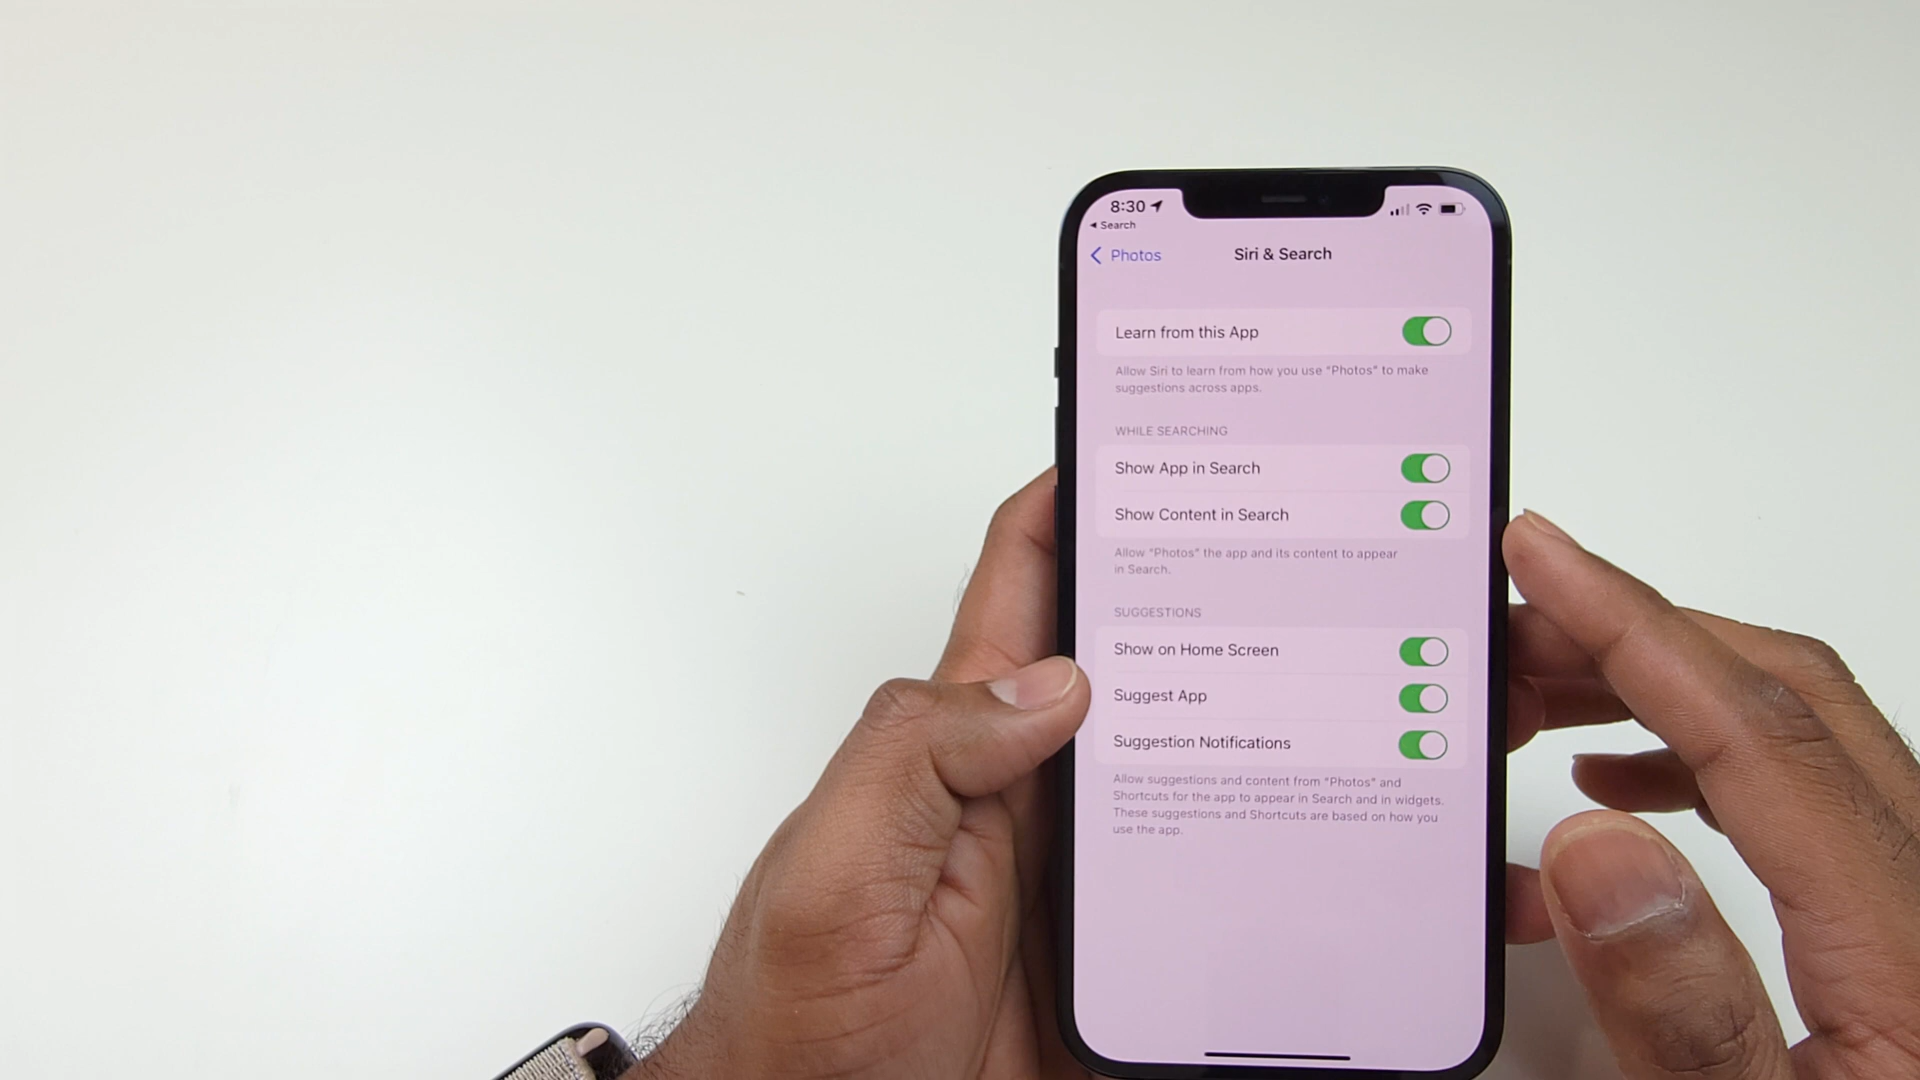 8:30
Search
Photos
Siri & Search
Learn from this App
Allow Siri to learn from how you use "Photos" to make
suggestions across apps.
WHILE SEARCHING
Show App in Search
Show Content in Search
Allow "Photos" the app and its content to appear
in Search.
SUGGESTIONS
Show on Home Screen
Suggest App
Suggestion Notifications
Allow suggestions and content from "Photos" and
Shortcuts for the app to appear in Search and in widgets.
These suggestions and Shortcuts are based on how you
use the app.